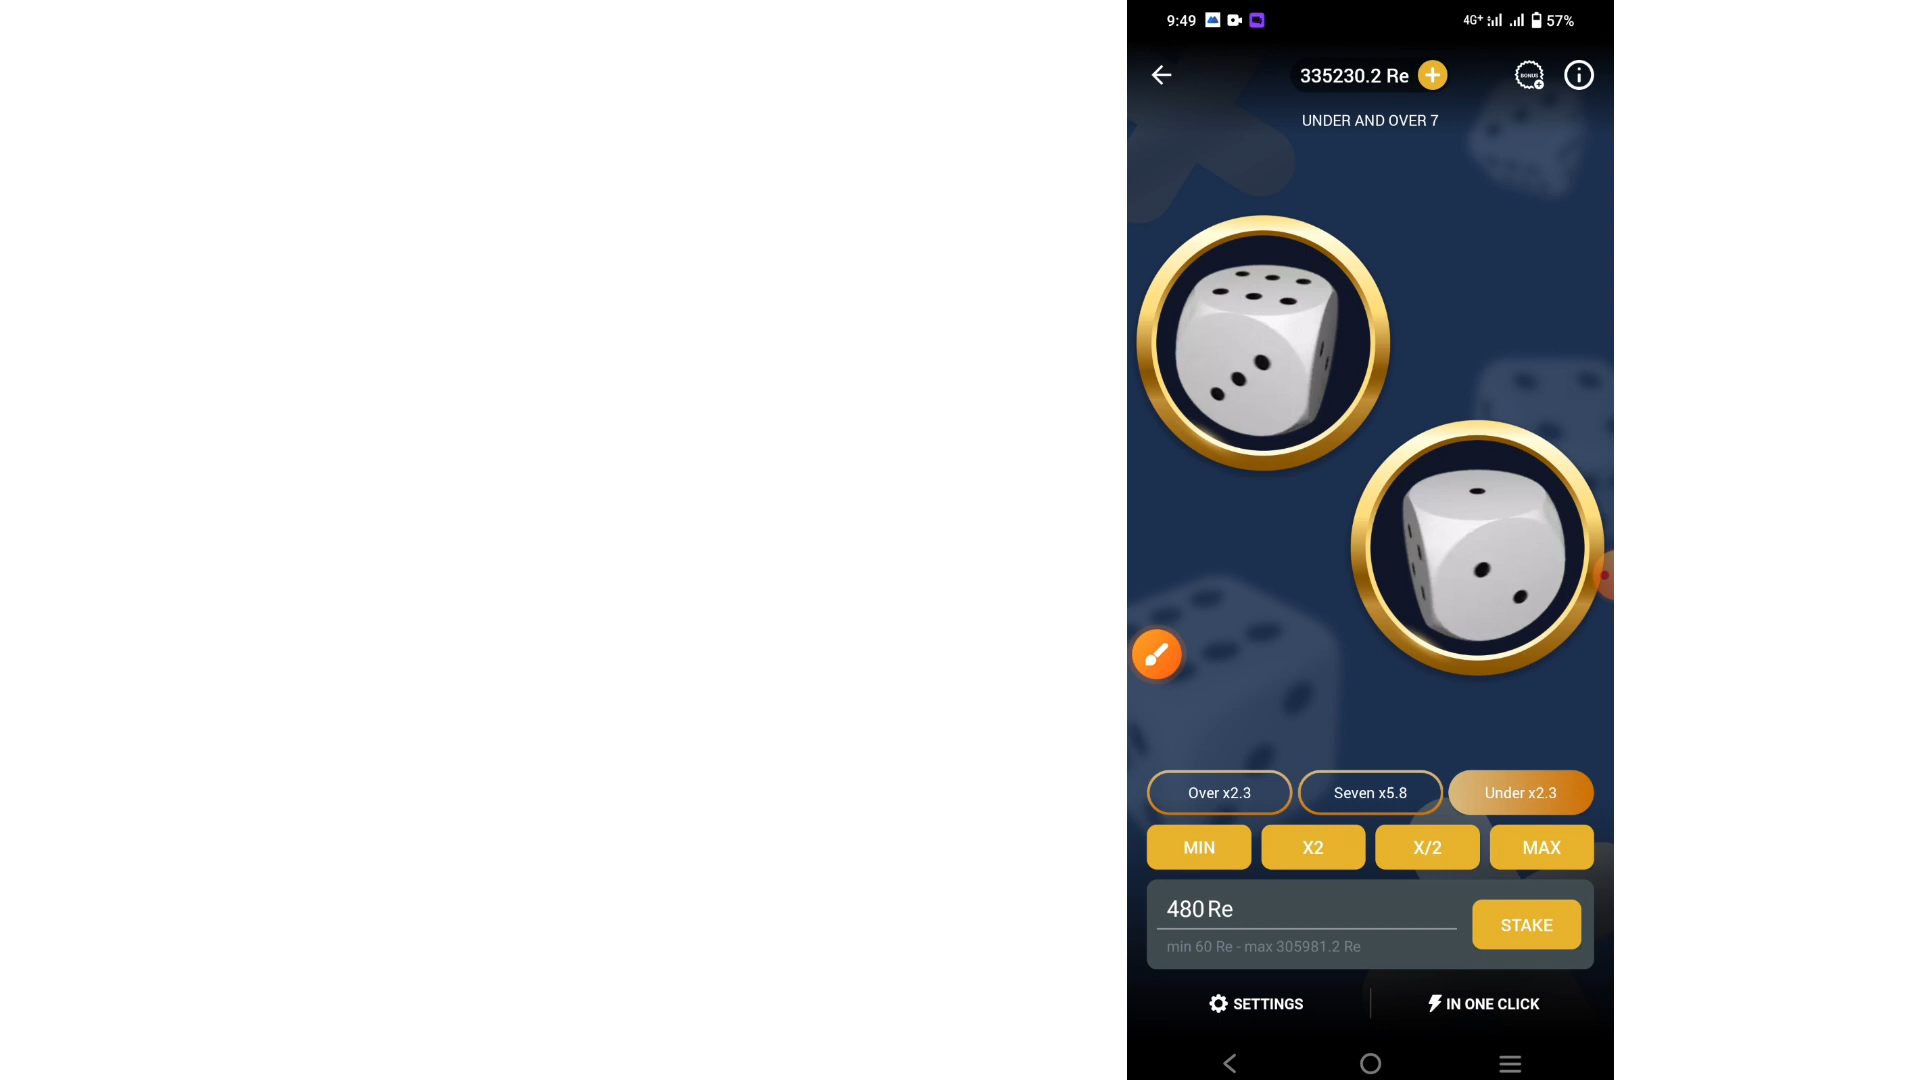 9:49
4G+ 57%
335230.2 Re
BONUS
UNDER AND OVER 7
Over x2.3
Seven x5.8
Under x2.3
MIN
X2
X/2
MAX
480 Re
STAKE
min 60 Re - max 305981.2 Re
SETTINGS
IN ONE CLICK